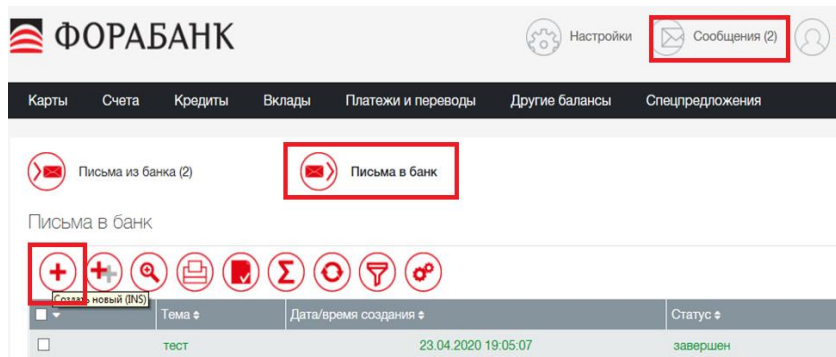 ФОРАБАНК
Настройки
Сообщения (2)
Карты Счета Кредиты Вклады Платежи и переводы Другие балансы Спецпредложения
Письма из банка (2) Письма в банк
Письма в банк
Создать новый (INS)
Тема Дата/время создания Статус
тест 23.04.2020 19:05:07 завершен